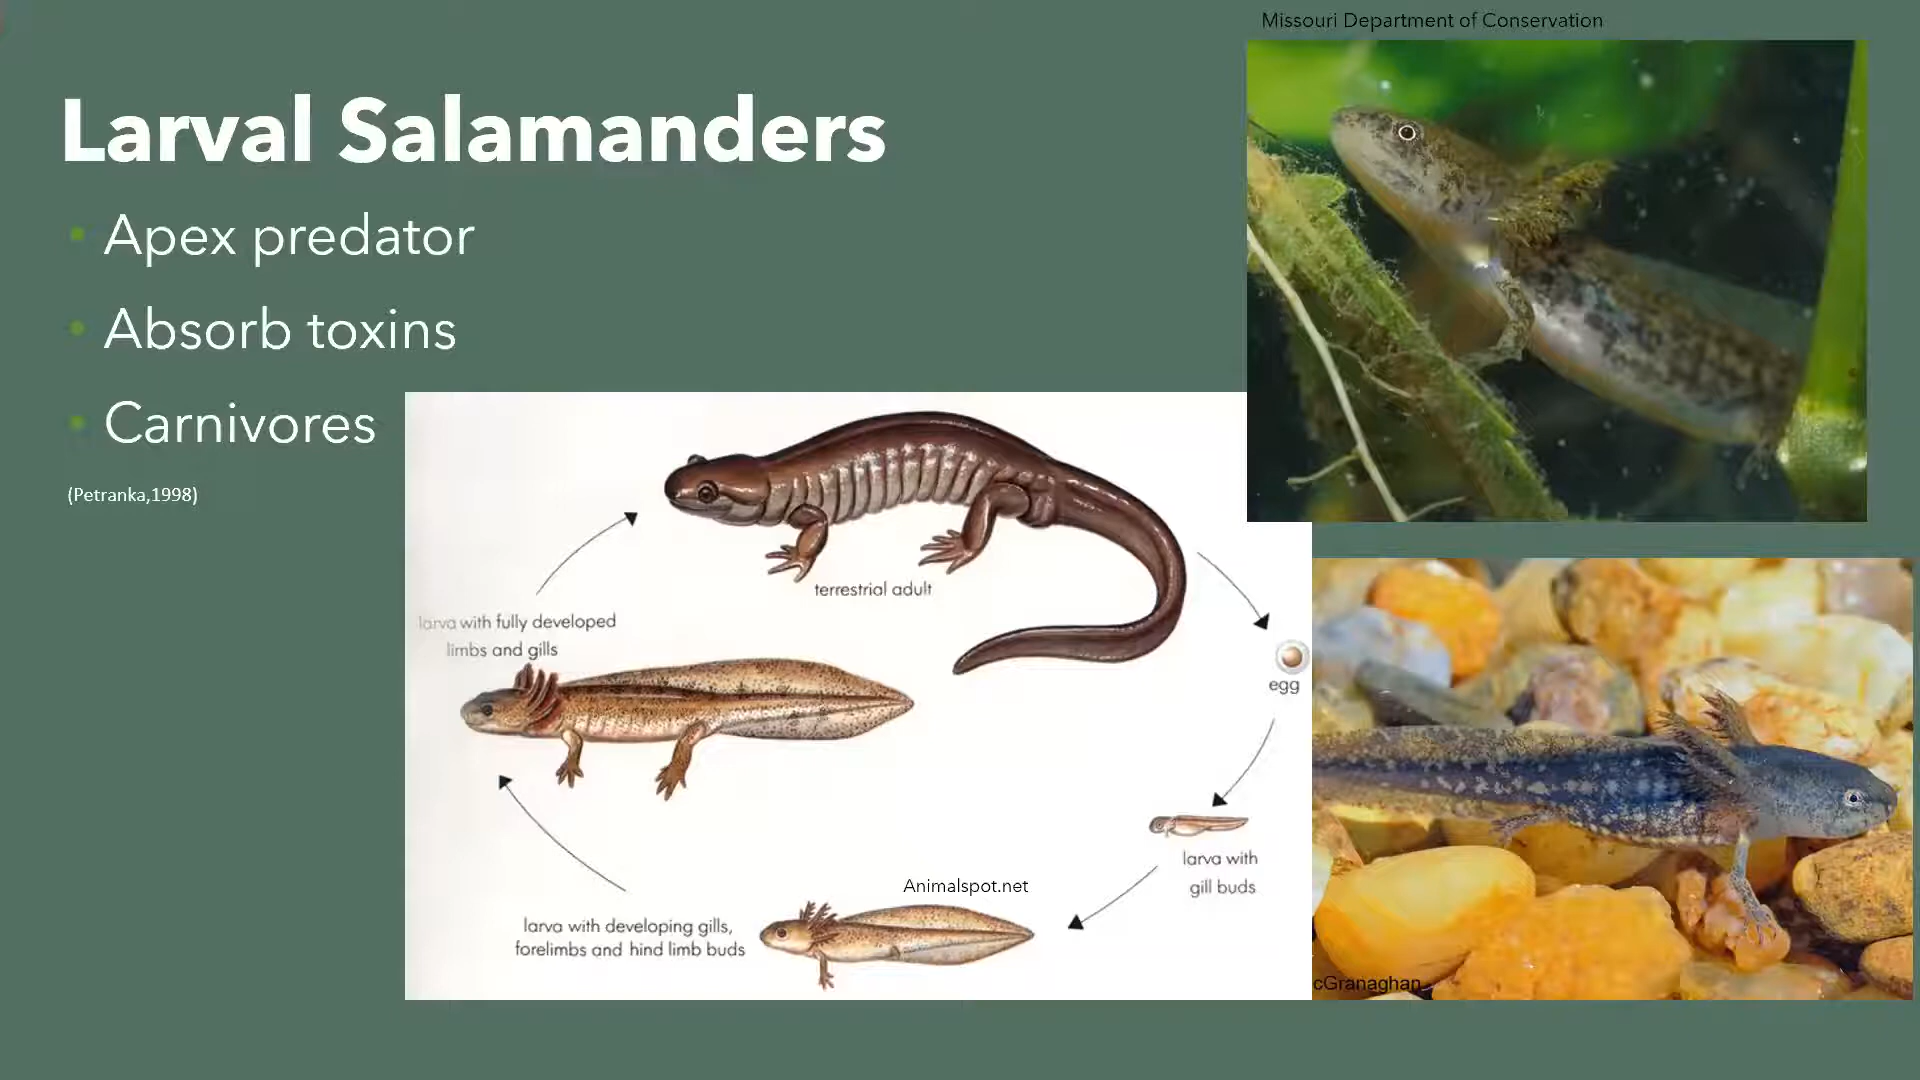 Missouri Department of Conservation
Larval Salamanders
Apex predator
Absorb toxins
Carnivores
(Petranka,1998)
terrestrial adult
larva with fully developed
limbs and gills
egg
larva with
gill buds
Animalspot.net
larva with developing gills,
forelimbs and hind limb buds
cGranaghan